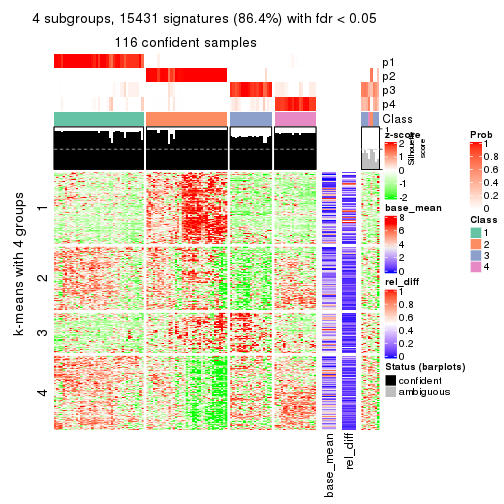 4 subgroups, 15431 signatures (86.4%) with fdr < 0.05
116 confident samples
p1
p2
p3
p4
Class
1
Silhouette
score
z-score
2
1
0
-1
-2
base_mean
8
6
4
2
0
rel_diff
1
0.8
0.6
0.4
0.2
0
Status (barplots)
confident
ambiguous
Prob
1
0.8
0.6
0.4
0.2
0
Class
1
2
3
4
k-means with 4 groups
1
2
3
4
base_mean
rel_diff